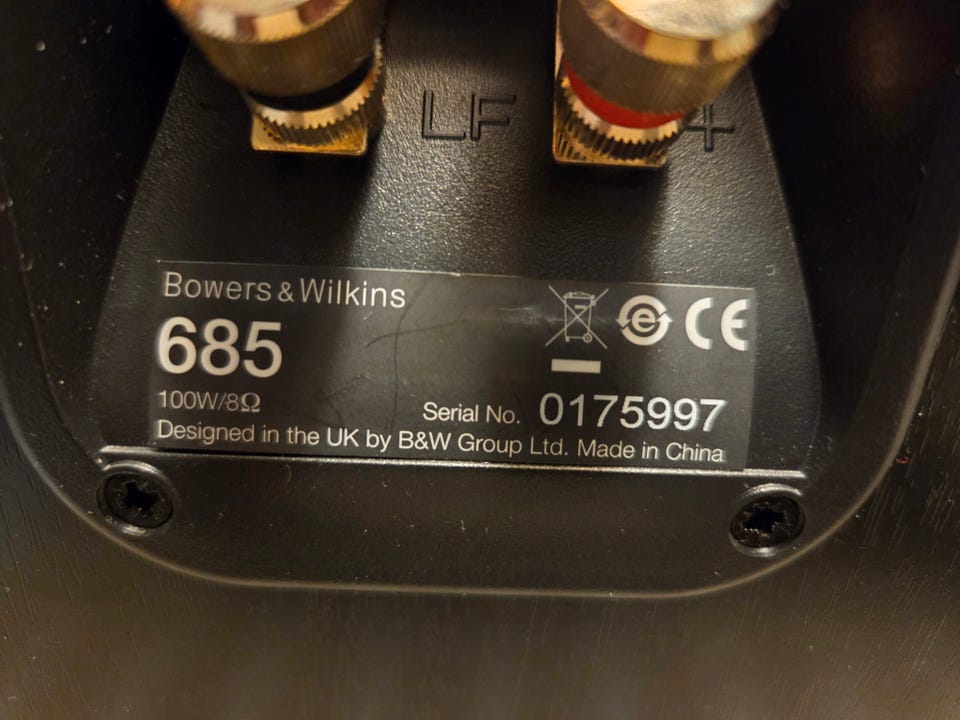 LF +
Bowers & Wilkins
685
100W/8Ω
Serial No. 0175997
Designed in the UK by B&W Group Ltd. Made in China
e CE